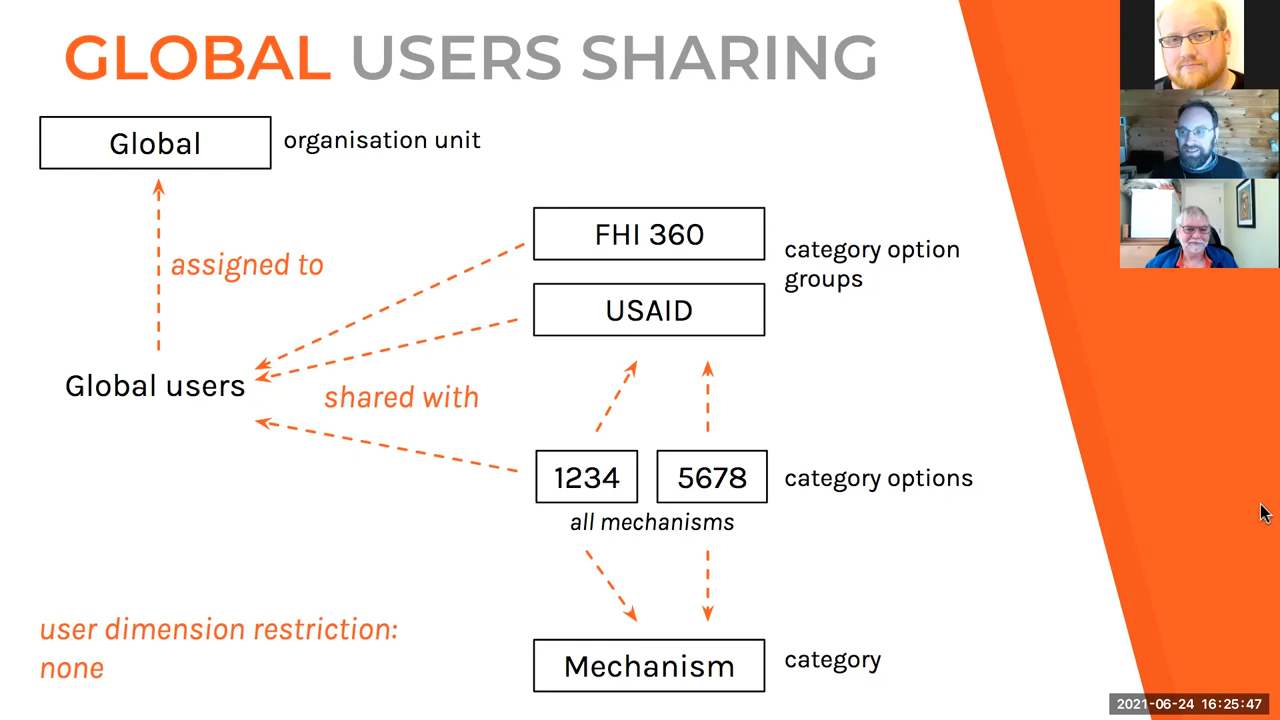 GLOBAL USERS SHARING
Global
organisation unit
assigned to
FHI 360
USAID
category option
groups
Global users
shared with
1234
5678
category options
all mechanisms
user dimension restriction:
none
Mechanism
category
2021-06-24 16:25:47